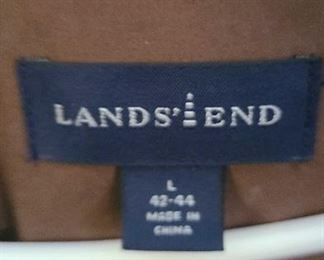 LANDS' END
L
42-44
MADE IN
CHINA